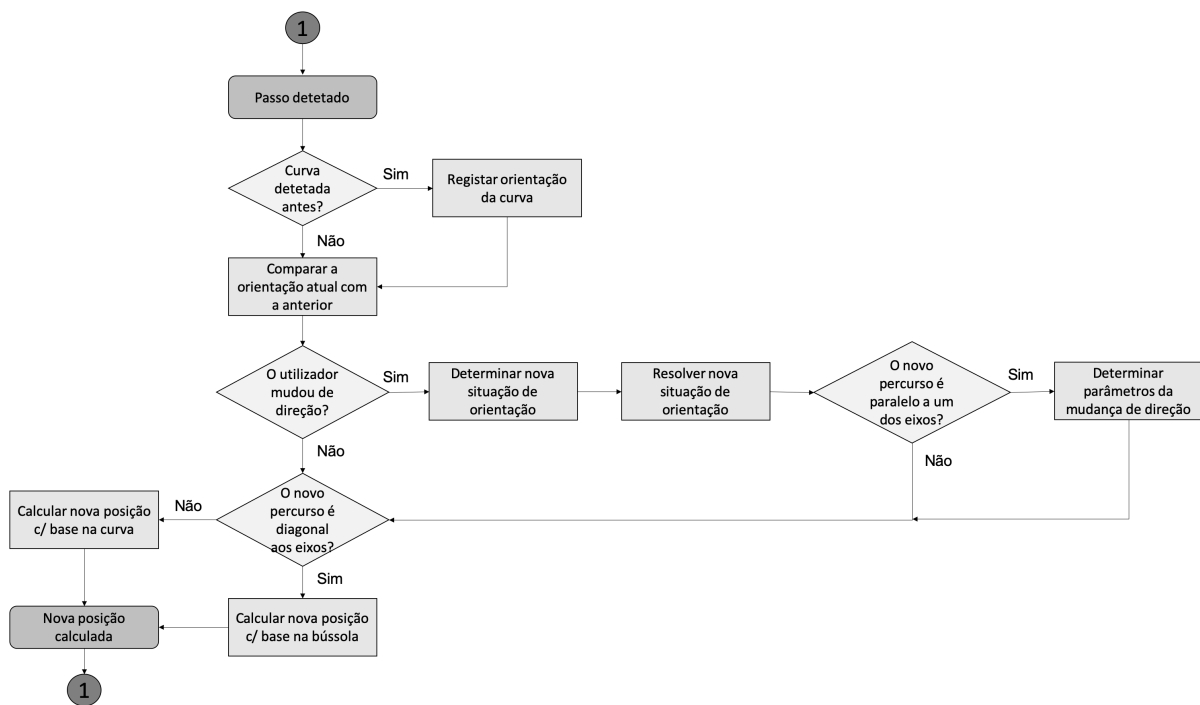 1
Passo detetado
Curva
detetada
antes?
Sim
Registar orientação
da curva
Não
Comparar a
orientação atual com
a anterior
O utilizador
mudou de
direção?
Sim
Determinar nova
situação de
orientação
Resolver nova
situação de
orientação
O novo
percurso é
paralelo a um
dos eixos?
Sim
Determinar
parâmetros da
mudança de direção
Não
Não
O novo
percurso é
diagonal
aos eixos?
Não
Calcular nova posição
c/ base na curva
Sim
Calcular nova posição
c/ base na bússola
Nova posição
calculada
1